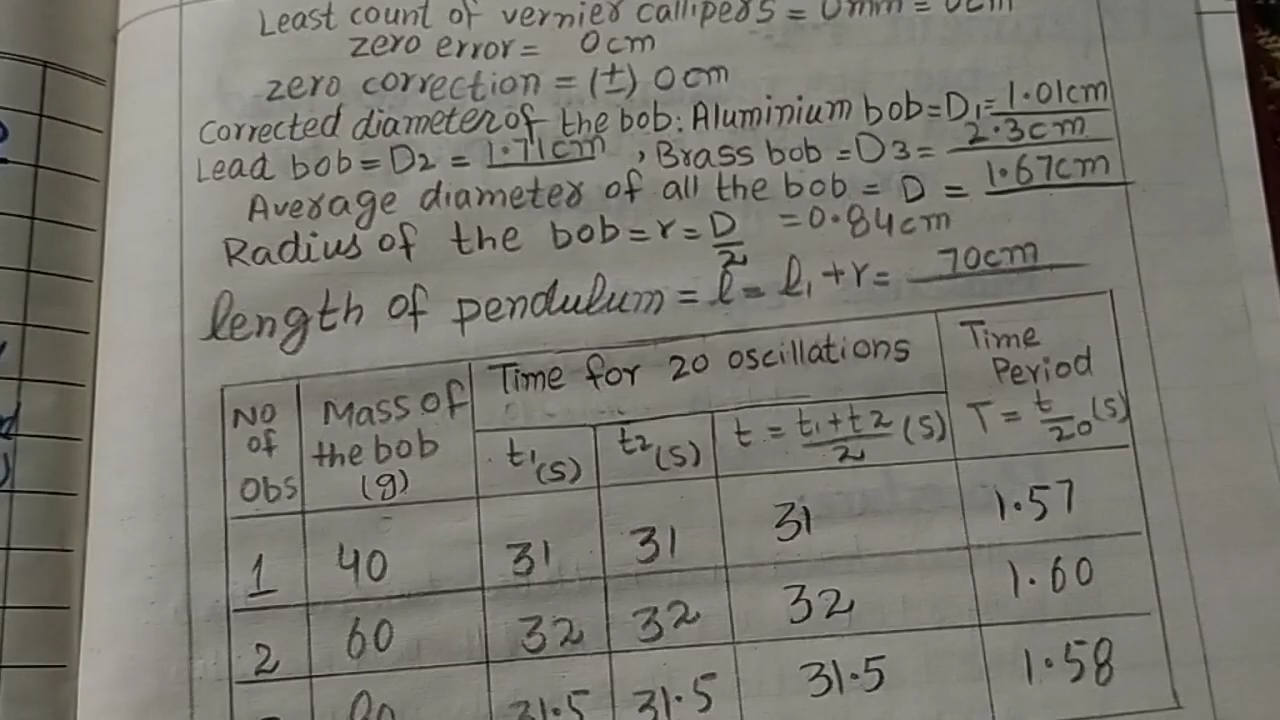 Least count of vernier callipers = 0mm = 0cm
zero error = 0cm
zero correction = (±) 0cm
Corrected diameter of the bob: Aluminium bob = D1 = 1.01cm
Lead bob = D2 = 1.71cm , Brass bob = D3 = 2.3cm
Average diameter of all the bob = D = 1.67cm
Radius of the bob = r = D/2 = 0.84cm
length of pendulum = l = l1 + r = 70cm
No of Obs
Mass of the bob (g)
Time for 20 oscillations
t1(s) t2(s) t = t1+t2/2 (s)
Time Period T = t/20 (s)
1 40 31 31 31 1.57
2 60 32 32 32 1.60
31.5 31.5 31.5 1.58